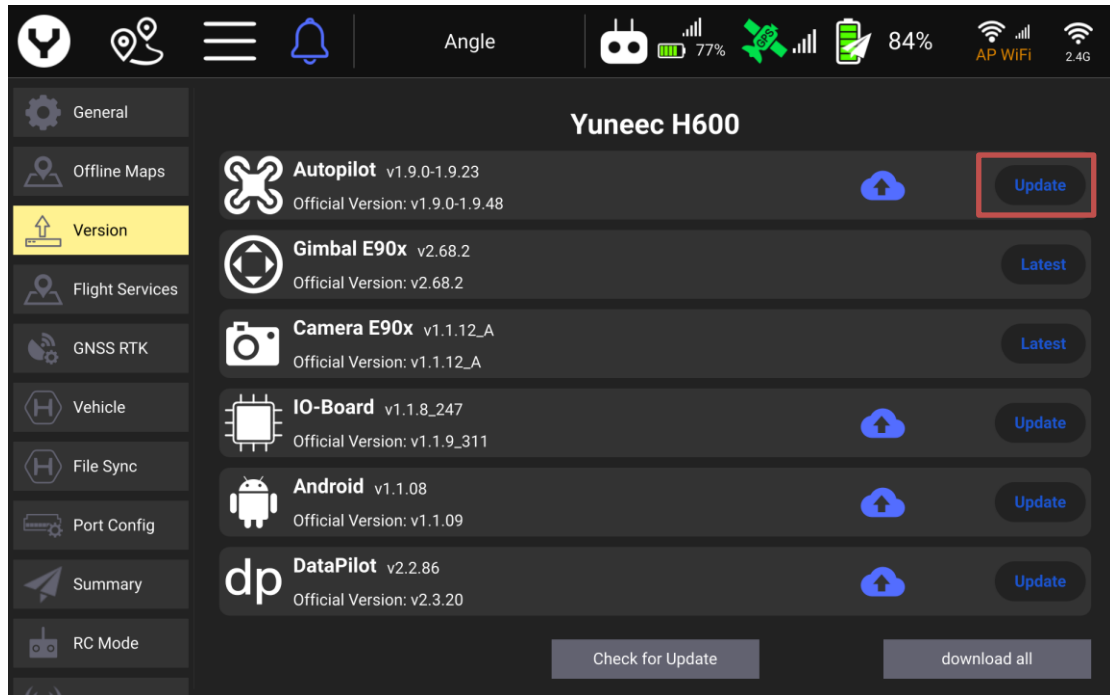 Y
Angle
77%
GPS
84%
AP WiFi
2.4G
General
Offline Maps
Version
Flight Services
GNSS RTK
H
Vehicle
H
File Sync
Port Config
Summary
RC Mode
Yuneec H600
Autopilot v1.9.0-1.9.23
Official Version: v1.9.0-1.9.48
Update
Gimbal E90x v2.68.2
Official Version: v2.68.2
Latest
Camera E90x v1.1.12_A
Official Version: v1.1.12_A
Latest
IO-Board v1.1.8_247
Official Version: v1.1.9_311
Update
Android v1.1.08
Official Version: v1.1.09
Update
dp
DataPilot v2.2.86
Official Version: v2.3.20
Update
Check for Update
download all